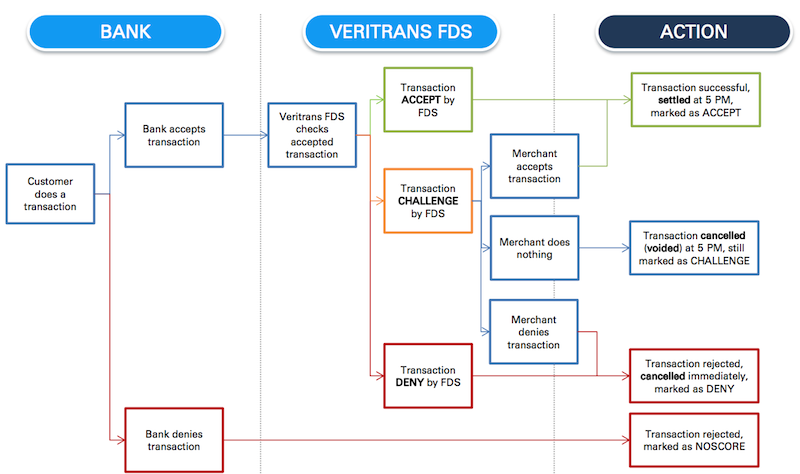 BANK
VERITRANS FDS
ACTION
Customer
does a
transaction
Bank accepts
transaction
Bank denies
transaction
Veritrans FDS
checks
accepted
transaction
Transaction
ACCEPT by
FDS
Transaction
CHALLENGE
by FDS
Transaction
DENY by FDS
Merchant
accepts
transaction
Merchant does
nothing
Merchant
denies
transaction
Transaction successful,
settled at 5 PM,
marked as ACCEPT
Transaction cancelled
(voided) at 5 PM, still
marked as CHALLENGE
Transaction rejected,
cancelled immediately,
marked as DENY
Transaction rejected,
marked as NOSCORE